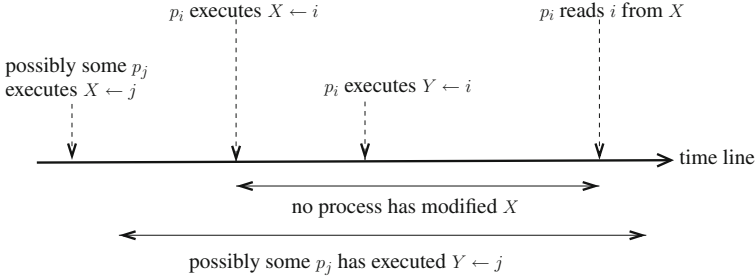 p_i executes X ← i
p_i reads i from X
possibly some p_j
executes X ← j
p_i executes Y ← i
time line
no process has modified X
possibly some p_j has executed Y ← j